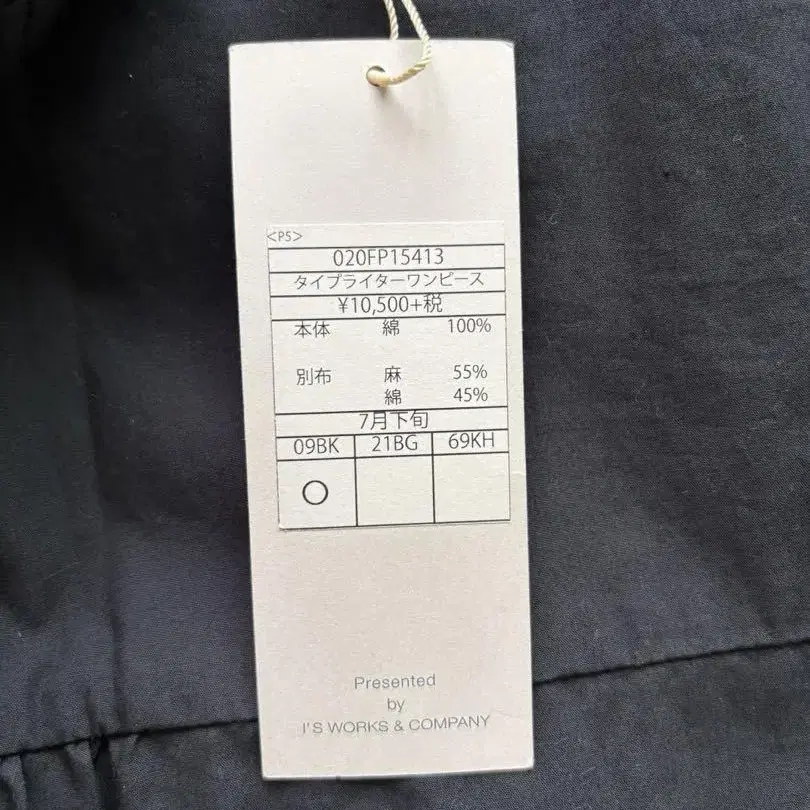 <PS>
020FP15413
タイプライターワンピース
¥10,500+税
本体 綿 100%
別布 麻 55%
綿 45%
7月下旬
09BK 21BG 69KH
○
Presented
by
I'S WORKS & COMPANY